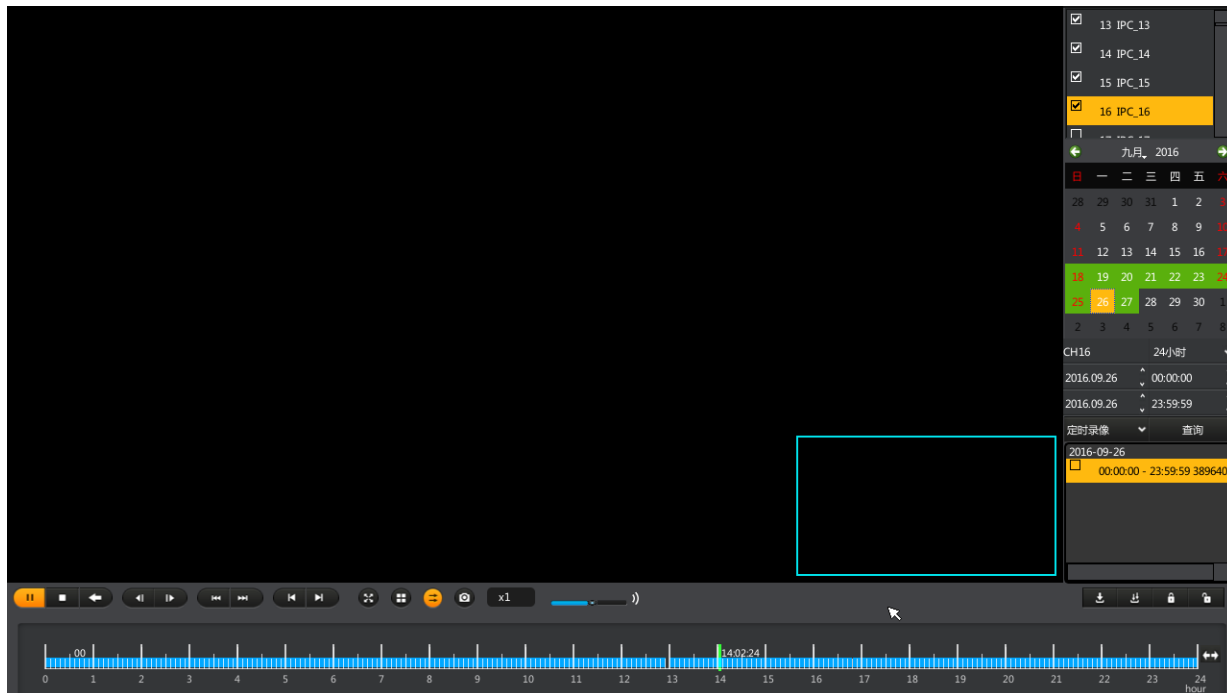 13 IPC_13
14 IPC_14
15 IPC_15
16 IPC_16
九月 2016
日 一 二 三 四 五 六
28 29 30 31 1 2 3
4 5 6 7 8 9 10
11 12 13 14 15 16 17
18 19 20 21 22 23 24
25 26 27 28 29 30 1
2 3 4 5 6 7 8
CH16 24小时
2016.09.26 00:00:00
2016.09.26 23:59:59
定时录像 查询
2016-09-26
00:00:00 - 23:59:59 389640
x1
00 14:02:24
0 1 2 3 4 5 6 7 8 9 10 11 12 13 14 15 16 17 18 19 20 21 22 23 24
hour